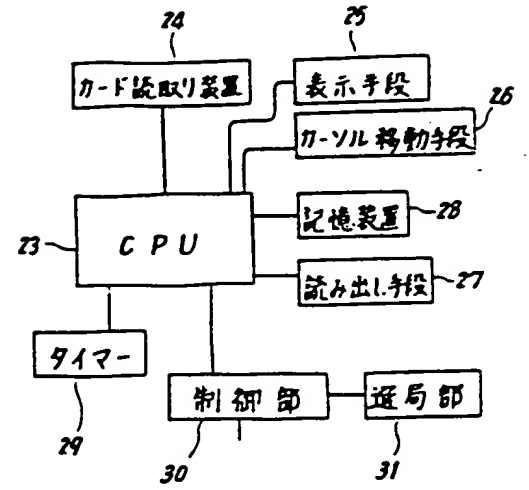 24
25
カード読取り装置
表示手段
26
カーソル移動手段
23
CPU
記憶装置
28
読み出し手段
27
タイマー
制御部
選局部
29
30
31